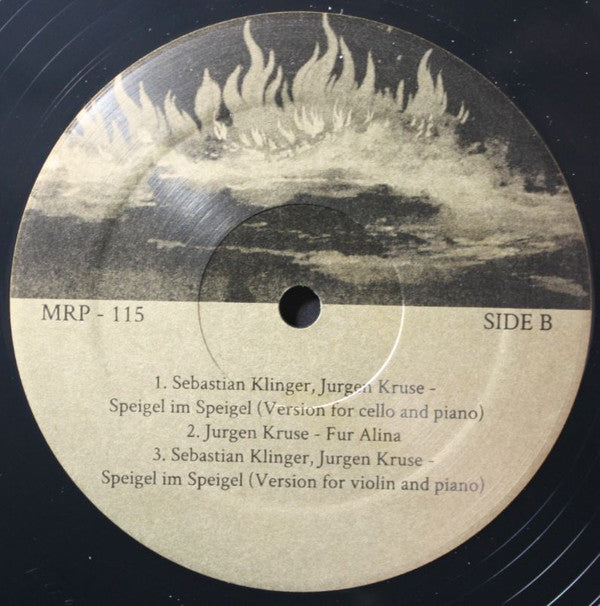 MRP - 115
SIDE B
1. Sebastian Klinger, Jurgen Kruse -
Speigel im Speigel (Version for cello and piano)
2. Jurgen Kruse - Fur Alina
3. Sebastian Klinger, Jurgen Kruse -
Speigel im Speigel (Version for violin and piano)